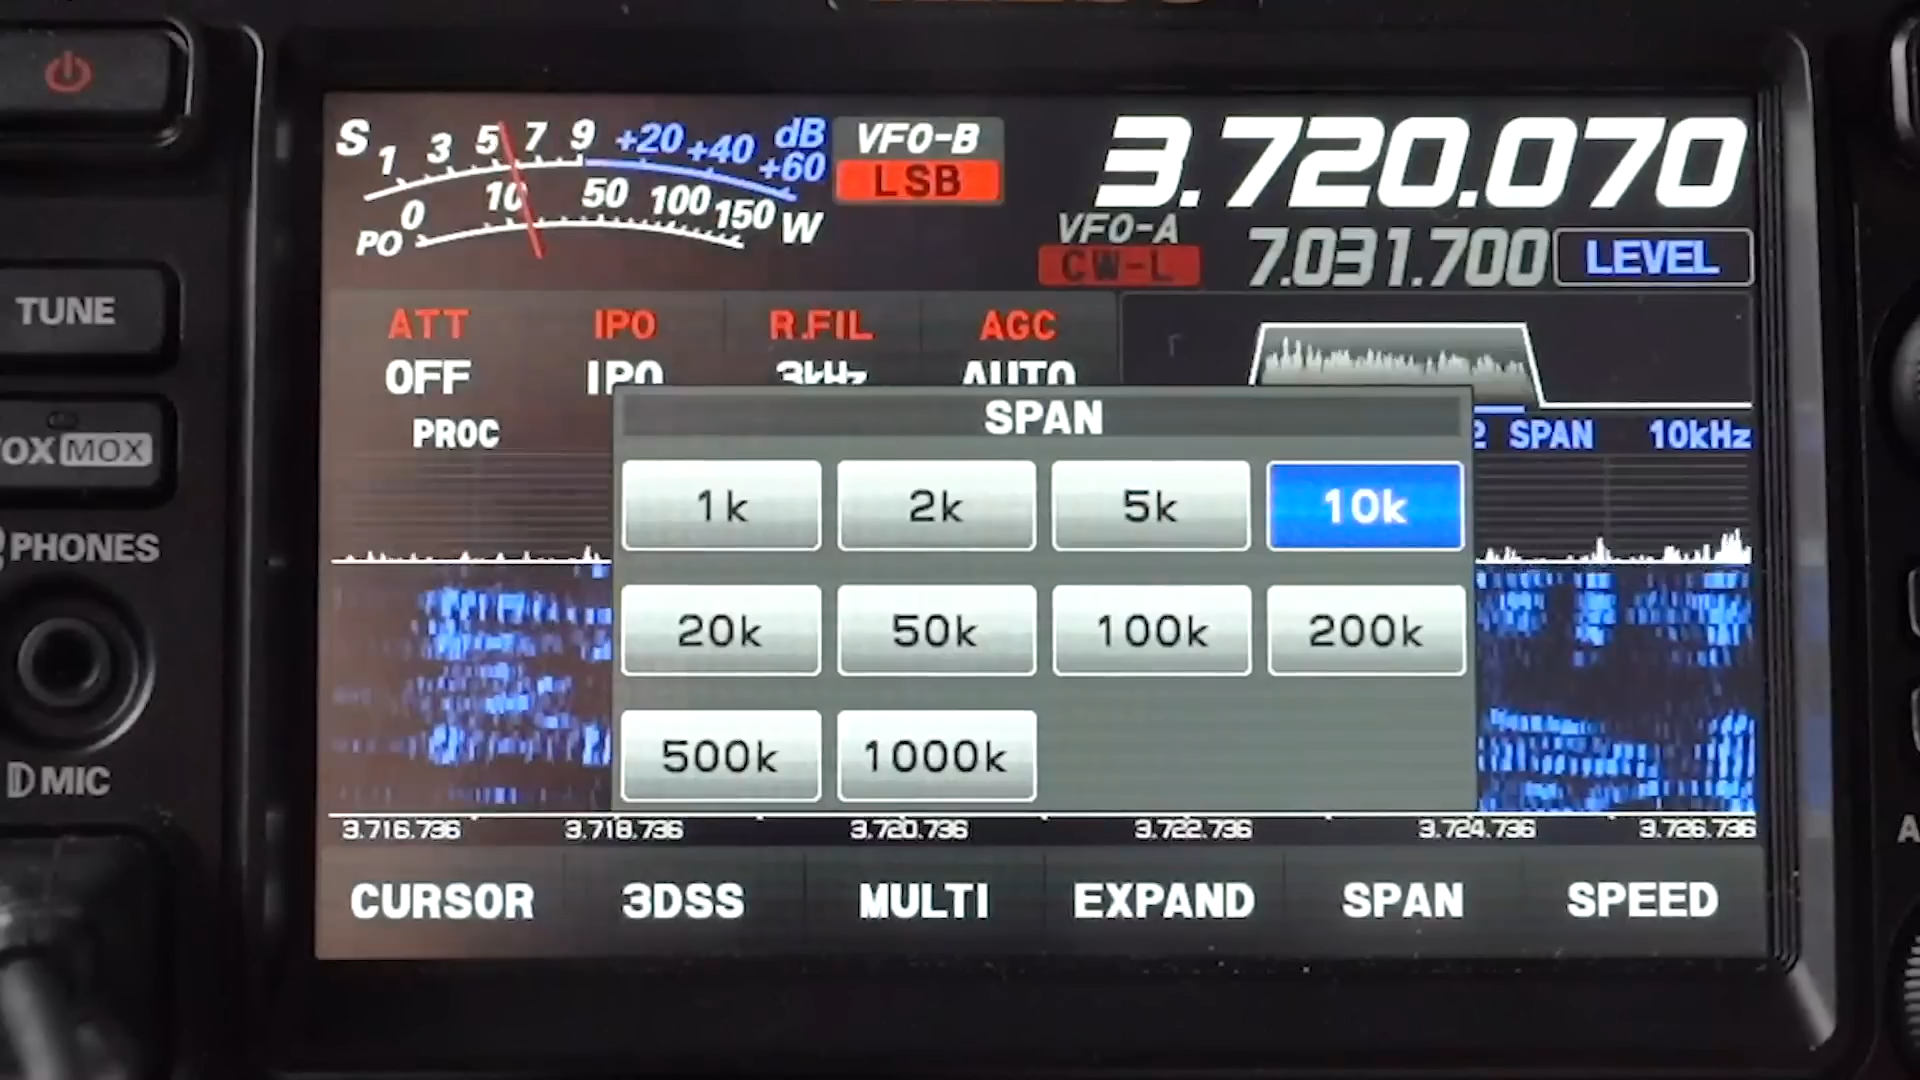 S 1 3 5 7 9 +20 +40 +60 dB
PO 0 10 50 100 150 W
VFO-B
LSB
3.720.070
VFO-A
CW-L
7.031.700
LEVEL
TUNE
ATT IPO R.FIL AGC
OFF IPO 3kHz AUTO
PROC
SPAN
2 SPAN 10kHz
MOX
1k 2k 5k 10k
PHONES
20k 50k 100k 200k
500k 1000k
MIC
3.716.736 3.718.736 3.720.736 3.722.736 3.724.736 3.726.736
CURSOR 3DSS MULTI EXPAND SPAN SPEED